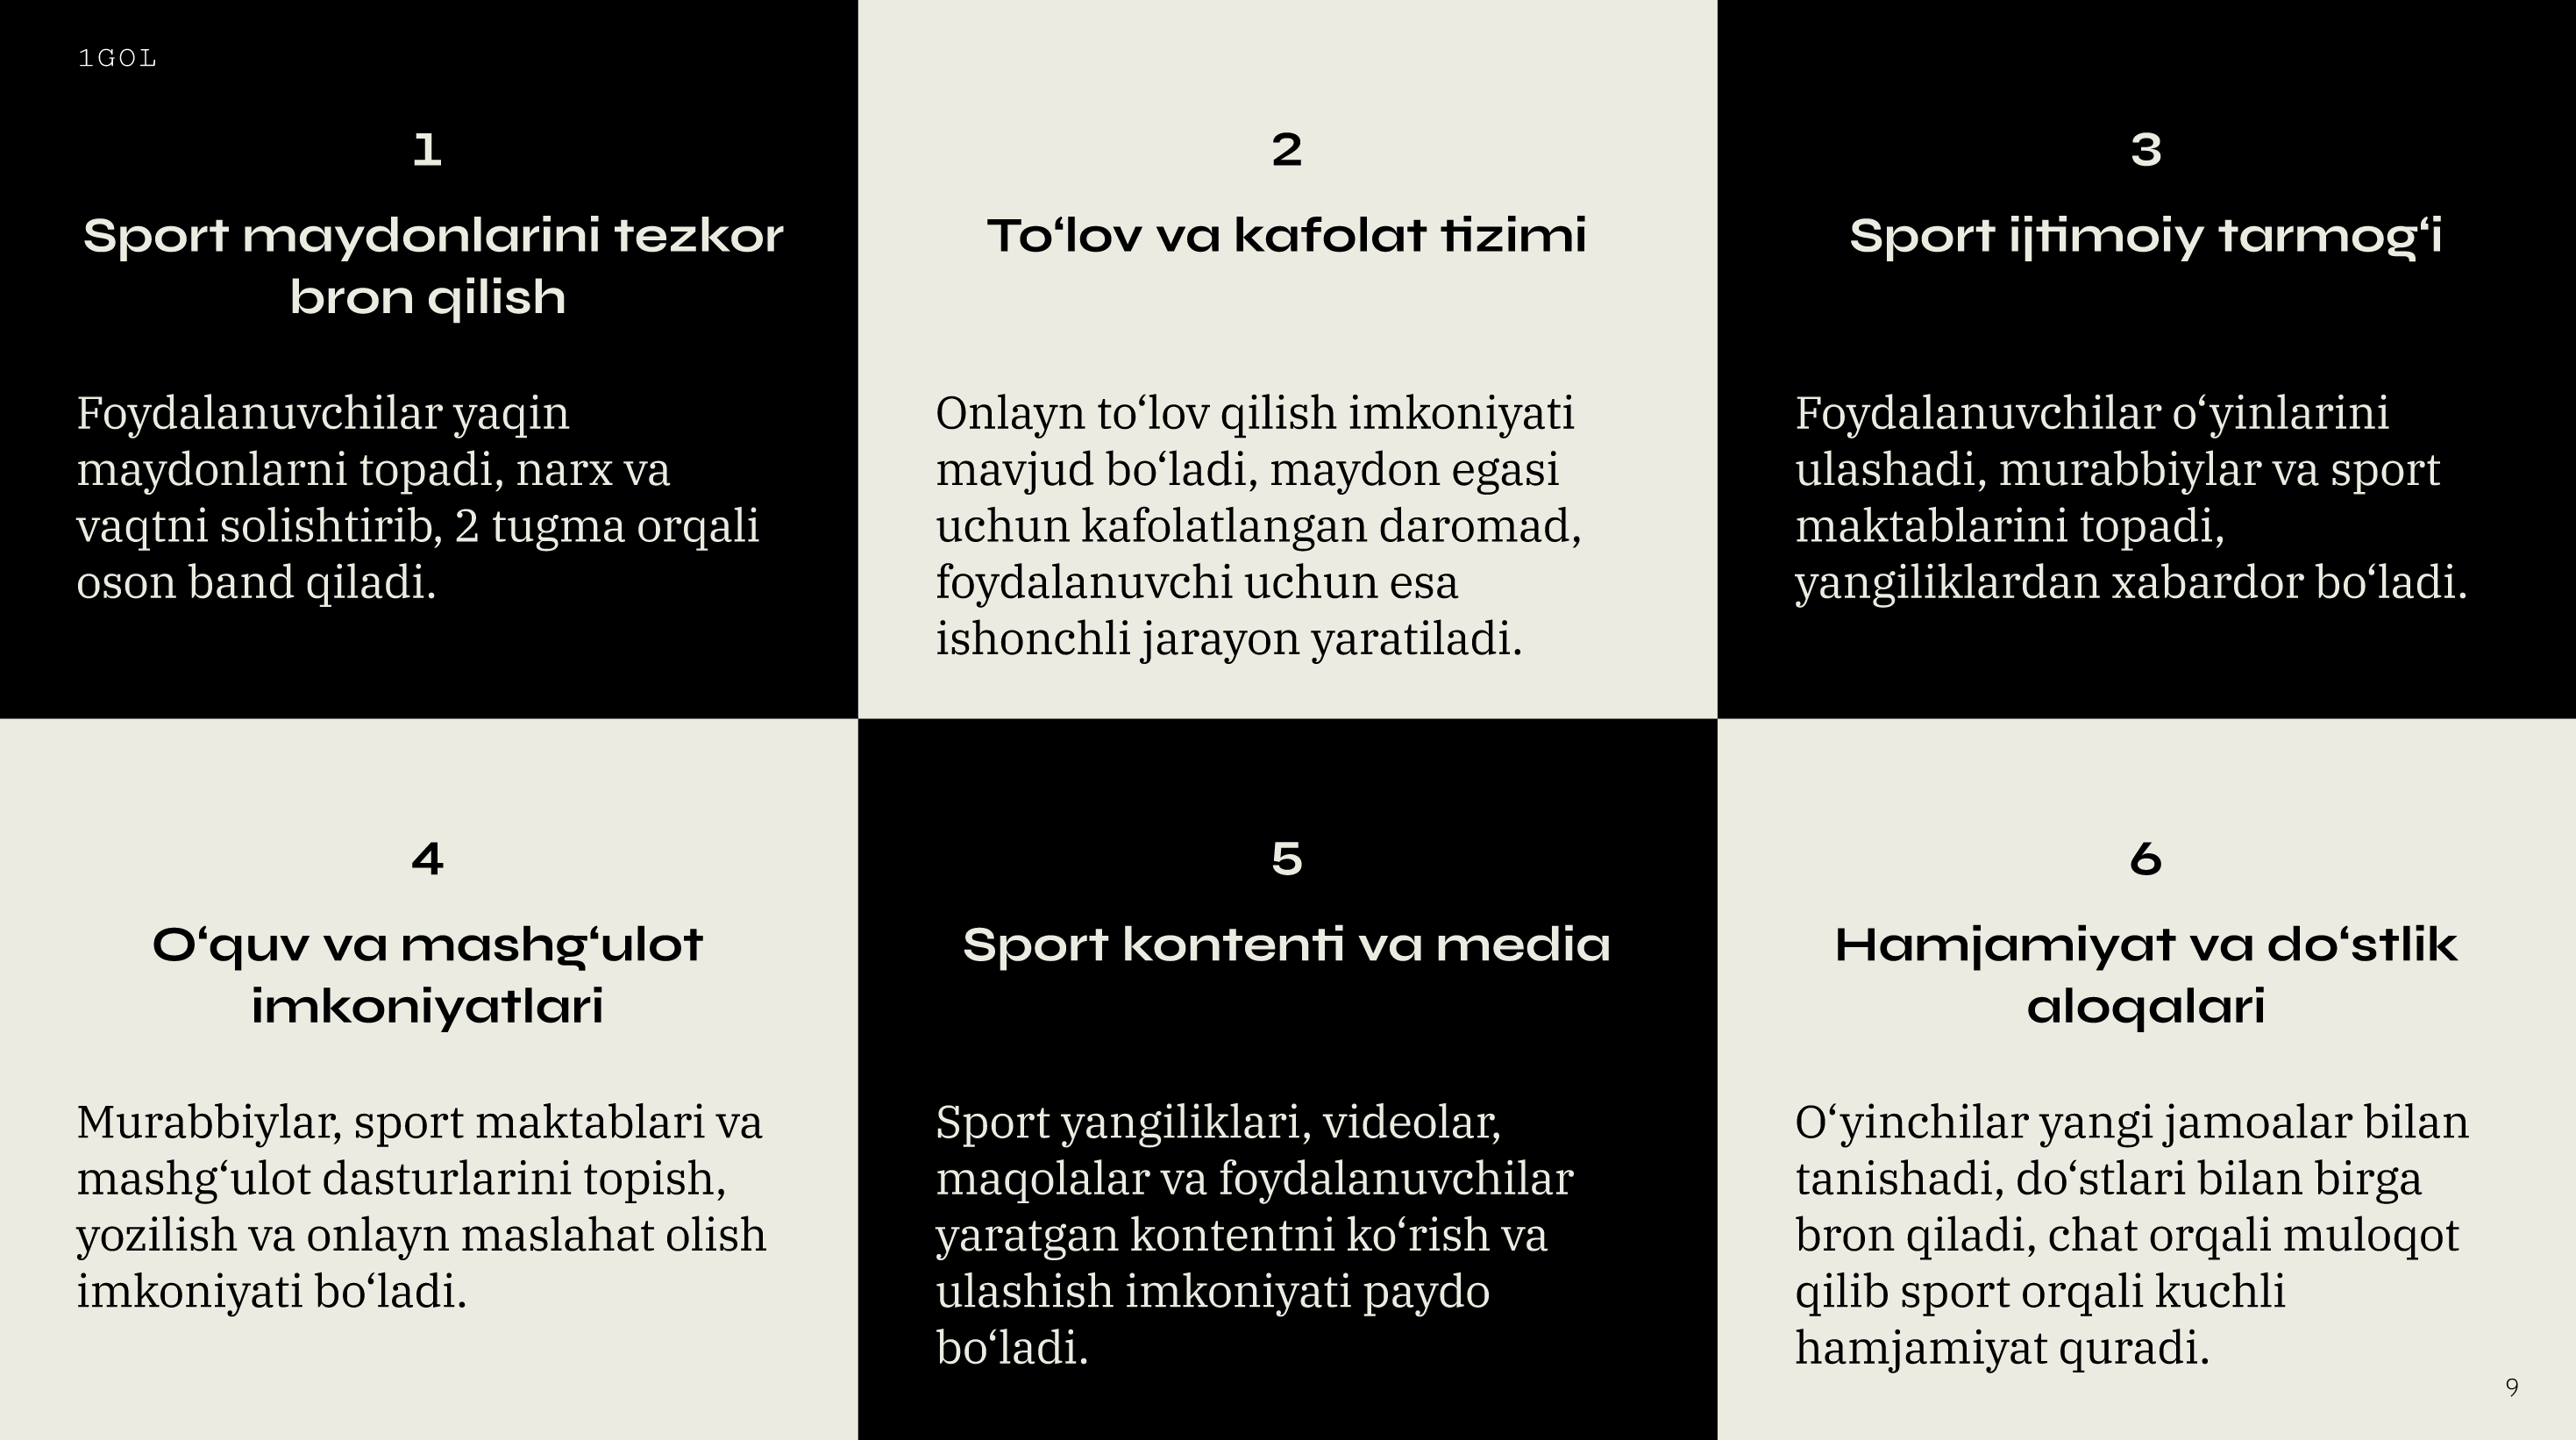 1GOL
1
Sport maydonlarini tezkor
bron qilish
Foydalanuvchilar yaqin
maydonlarni topadi, narx va
vaqtni solishtirib, 2 tugma orqali
oson band qiladi.
2
To‘lov va kafolat tizimi
Onlayn to‘lov qilish imkoniyati
mavjud bo‘ladi, maydon egasi
uchun kafolatlangan daromad,
foydalanuvchi uchun esa
ishonchli jarayon yaratiladi.
3
Sport ijtimoiy tarmog‘i
Foydalanuvchilar o‘yinlarini
ulashadi, murabbiylar va sport
maktablarini topadi,
yangiliklardan xabardor bo‘ladi.
4
O‘quv va mashg‘ulot
imkoniyatlari
Murabbiylar, sport maktablari va
mashg‘ulot dasturlarini topish,
yozilish va onlayn maslahat olish
imkoniyati bo‘ladi.
5
Sport kontenti va media
Sport yangiliklari, videolar,
maqolalar va foydalanuvchilar
yaratgan kontentni ko‘rish va
ulashish imkoniyati paydo
bo‘ladi.
6
Hamjamiyat va do‘stlik
aloqalari
O‘yinchilar yangi jamoalar bilan
tanishadi, do‘stlari bilan birga
bron qiladi, chat orqali muloqot
qilib sport orqali kuchli
hamjamiyat quradi.
9